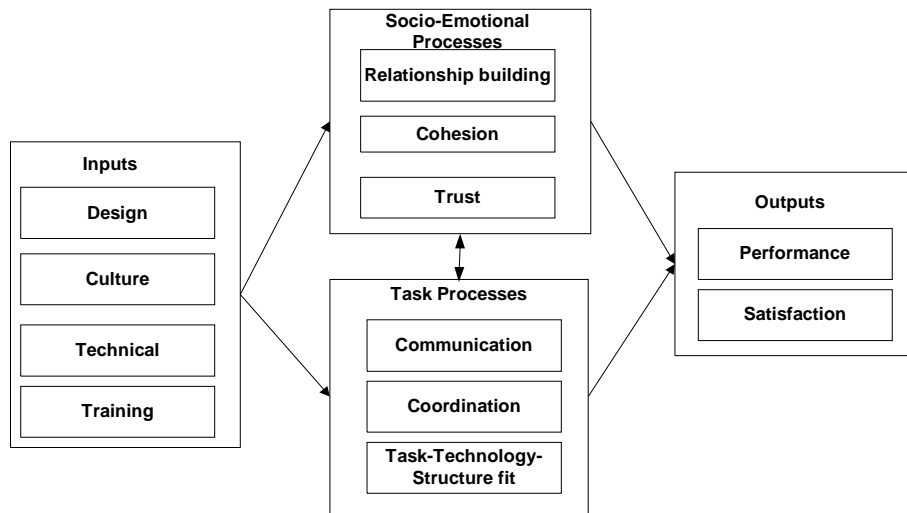 Inputs
Design
Culture
Technical
Training
Socio-Emotional
Processes
Relationship building
Cohesion
Trust
Task Processes
Communication
Coordination
Task-Technology-
Structure fit
Outputs
Performance
Satisfaction